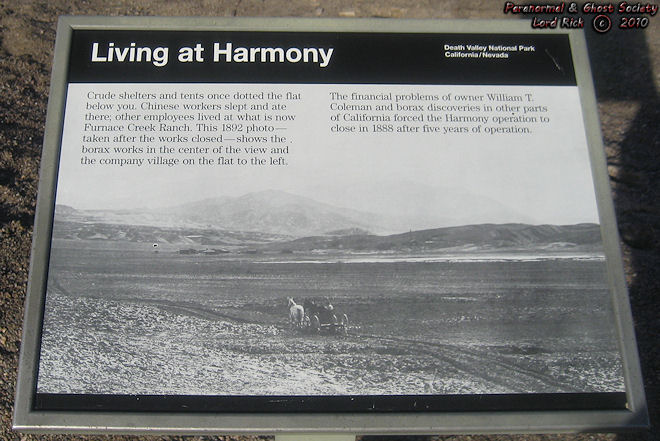 Paranormal & Ghost Society
Lord Rick © 2010
Living at Harmony
Death Valley National Park
California/Nevada
Crude shelters and tents once dotted the flat
below you. Chinese workers slept and ate
there; other employees lived at what is now
Furnace Creek Ranch. This 1892 photo—
taken after the works closed—shows the
borax works in the center of the view and
the company village on the flat to the left.
The financial problems of owner William T.
Coleman and borax discoveries in other parts
of California forced the Harmony operation to
close in 1888 after five years of operation.